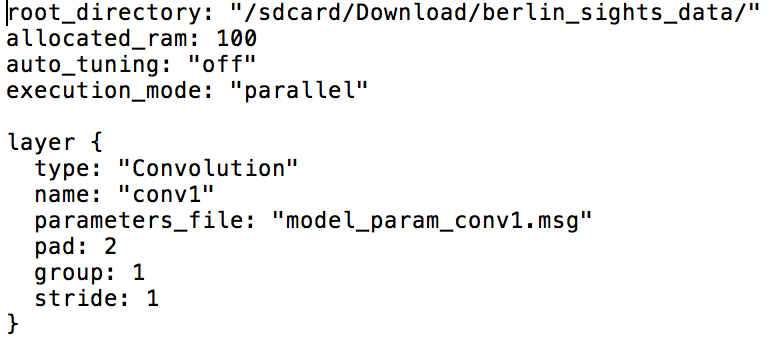 root_directory: "/sdcard/Download/berlin_sights_data/"
allocated_ram: 100
auto_tuning: "off"
execution_mode: "parallel"

layer {
  type: "Convolution"
  name: "conv1"
  parameters_file: "model_param_conv1.msg"
  pad: 2
  group: 1
  stride: 1
}